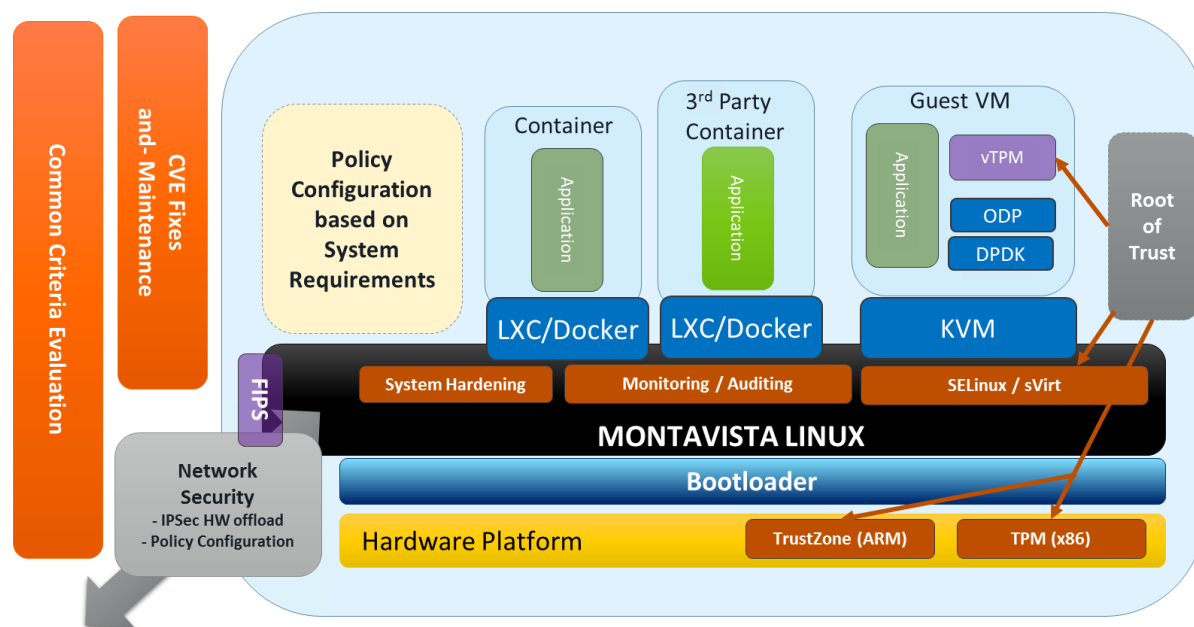 Common Criteria Evaluation
CVE Fixes
and- Maintenance
Policy
Configuration
based on
System
Requirements
Container
Application
LXC/Docker
3rd Party
Container
Application
LXC/Docker
Guest VM
Application
vTPM
ODP
DPDK
KVM
Root
of
Trust
FIPS
System Hardening
Monitoring / Auditing
SELinux / sVirt
MONTAVISTA LINUX
Network
Security
- IPSec HW offload
- Policy Configuration
Bootloader
Hardware Platform
TrustZone (ARM)
TPM (x86)